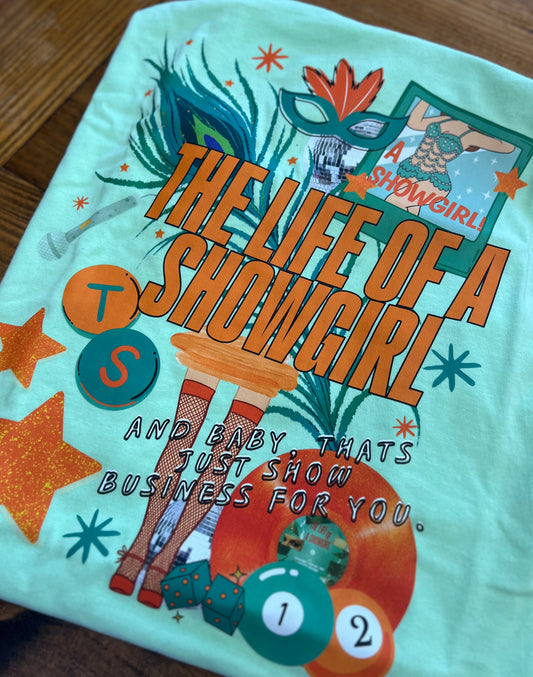 A
SHOWGIRL!
THE LIFE OF A
SHOWGIRL
T
S
AND BABY, THATS
JUST SHOW
BUSINESS FOR YOU.
1
2